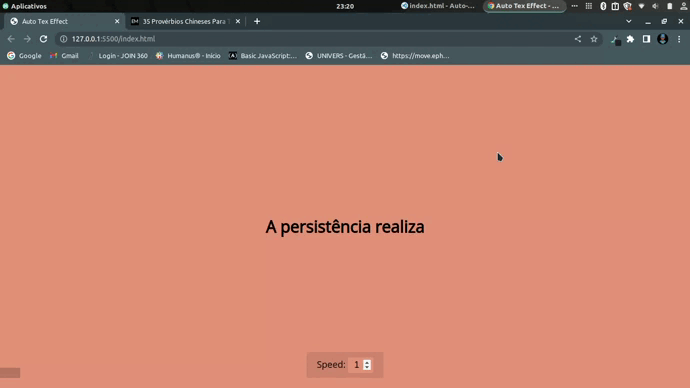 Aplicativos
23:20
index.html - Auto-...
Auto Tex Effect - ...
Auto Tex Effect
35 Provérbios Chineses Para
127.0.0.1:5500/index.html
Google
Gmail
Login - JOIN 360
Humanus® - Início
Basic JavaScript:...
UNIVERS - Gestã...
https://move.eph...
A persistência realiza
Speed: 1